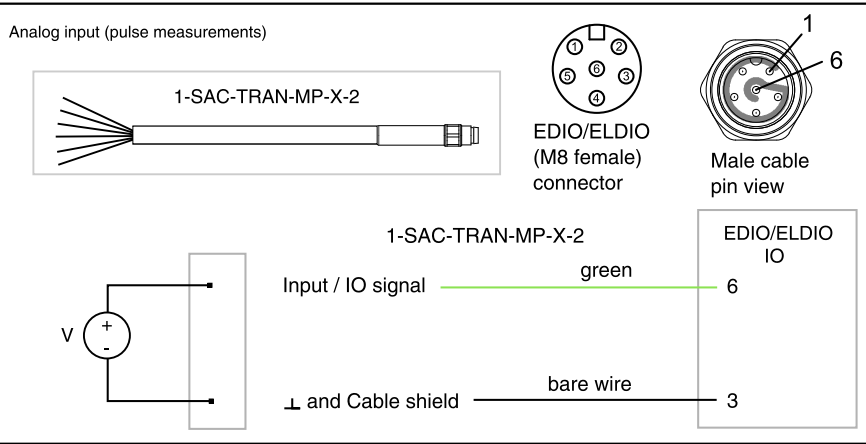 Analog input (pulse measurements)
1-SAC-TRAN-MP-X-2
1 2
5 6 3
4
EDIO/ELDIO
(M8 female)
connector
1
6
Male cable
pin view
1-SAC-TRAN-MP-X-2
EDIO/ELDIO
IO
Input / IO signal green 6
V + -
⊥ and Cable shield bare wire 3